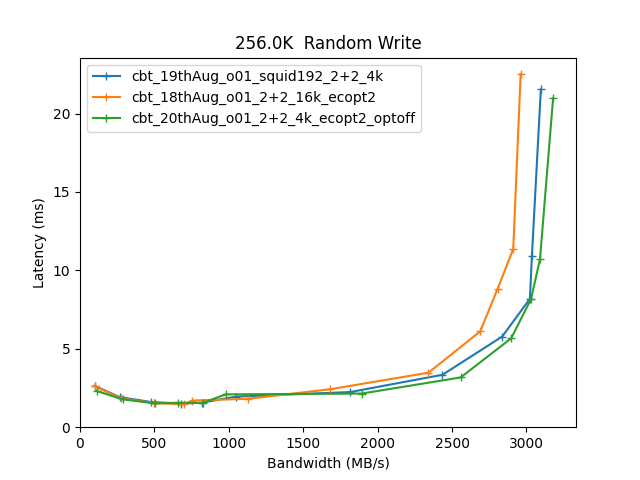 256.0K  Random Write
cbt_19thAug_o01_squid192_2+2_4k
cbt_18thAug_o01_2+2_16k_ecopt2
cbt_20thAug_o01_2+2_4k_ecopt2_optoff
20
15
10
5
0
Latency (ms)
0 500 1000 1500 2000 2500 3000
Bandwidth (MB/s)